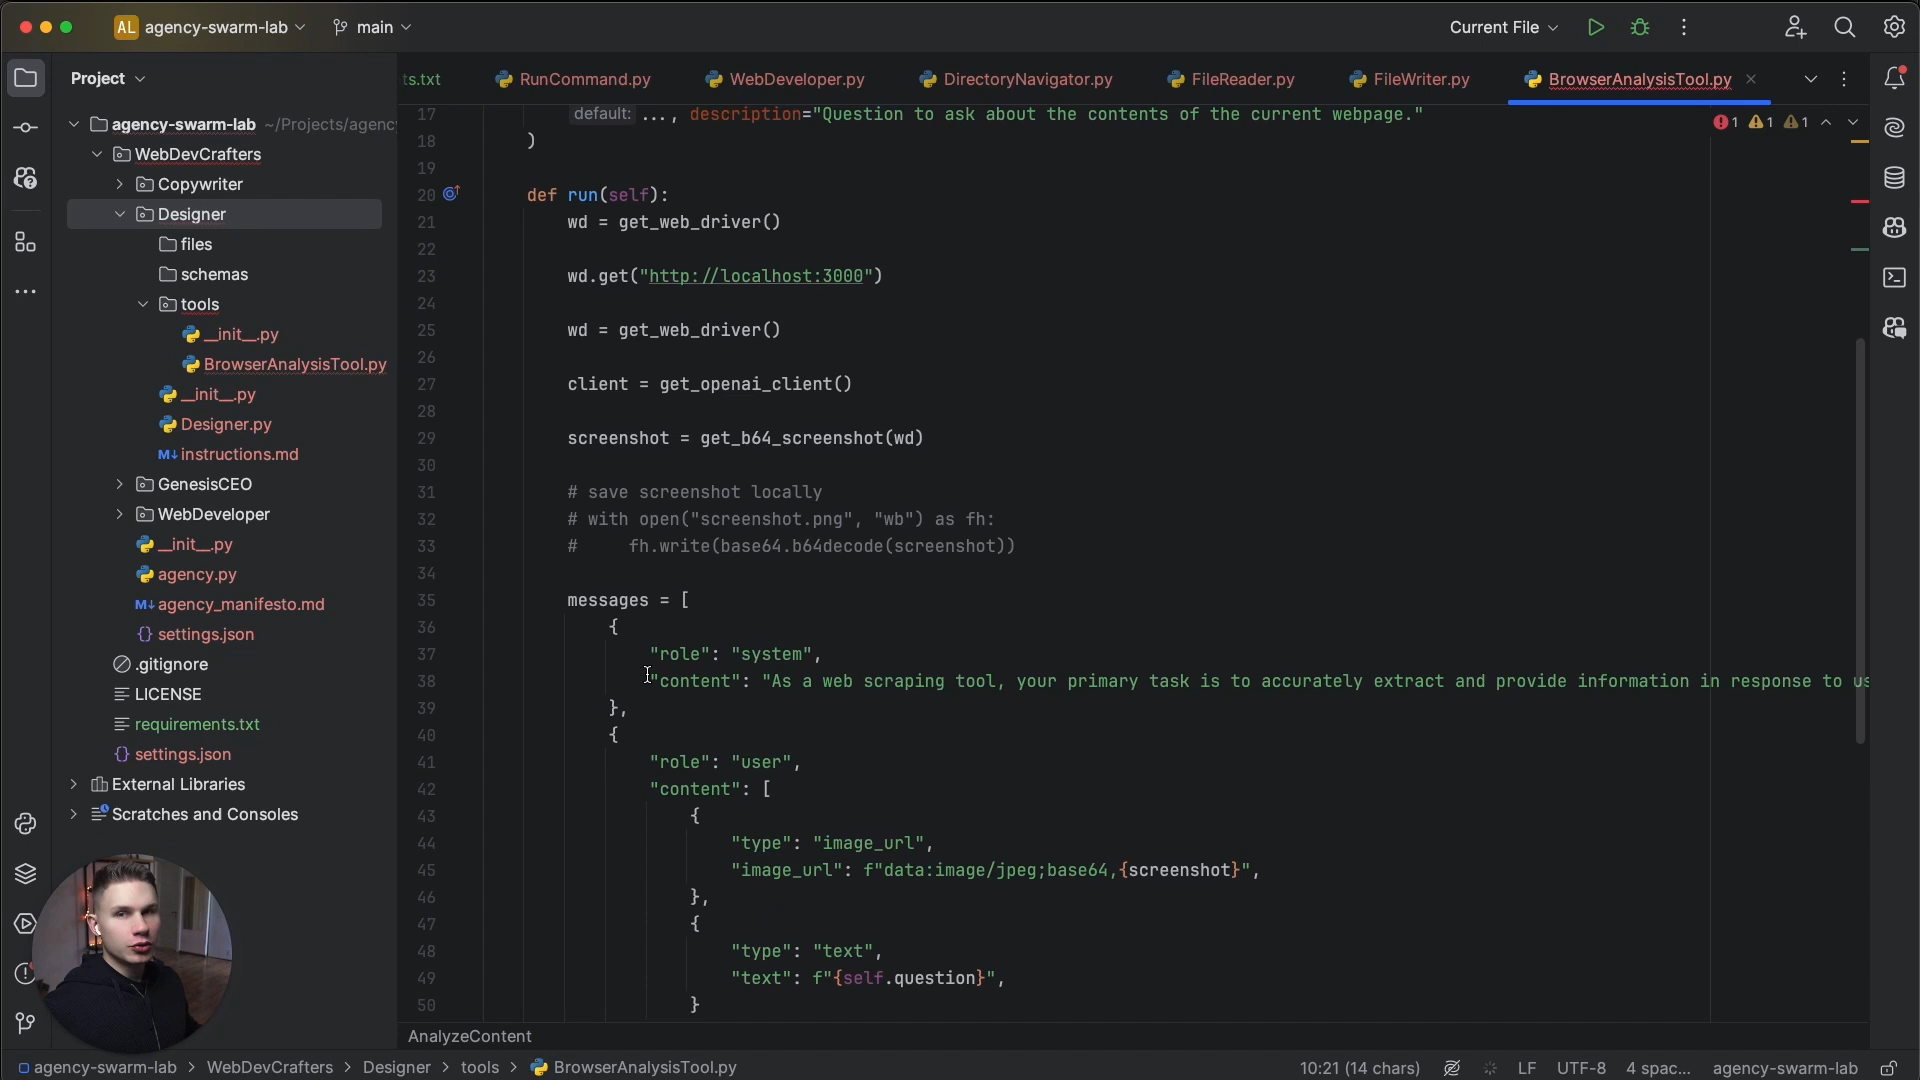 AL agency-swarm-lab main Current File
Project
ts.txt RunCommand.py WebDeveloper.py DirectoryNavigator.py FileReader.py FileWriter.py BrowserAnalysisTool.py
agency-swarm-lab ~/Projects/agency
WebDevCrafters
Copywriter
Designer
files
schemas
tools
__init__.py
BrowserAnalysisTool.py
__init__.py
Designer.py
M↓ instructions.md
GenesisCEO
WebDeveloper
__init__.py
agency.py
M↓ agency_manifesto.md
{} settings.json
.gitignore
LICENSE
requirements.txt
{} settings.json
External Libraries
Scratches and Consoles
1 1 1
17 default: ..., description="Question to ask about the contents of the current webpage."
18 )
19
20 def run(self):
21 wd = get_web_driver()
22
23 wd.get("http://localhost:3000")
24
25 wd = get_web_driver()
26
27 client = get_openai_client()
28
29 screenshot = get_b64_screenshot(wd)
30
31 # save screenshot locally
32 # with open("screenshot.png", "wb") as fh:
33 # fh.write(base64.b64decode(screenshot))
34
35 messages = [
36 {
37 "role": "system",
38 "content": "As a web scraping tool, your primary task is to accurately extract and provide information in response to us
39 },
40 {
41 "role": "user",
42 "content": [
43 {
44 "type": "image_url",
45 "image_url": f"data:image/jpeg;base64,{screenshot}",
46 },
47 {
48 "type": "text",
49 "text": f"{self.question}",
50 }
AnalyzeContent
agency-swarm-lab > WebDevCrafters > Designer > tools > BrowserAnalysisTool.py 10:21 (14 chars) LF UTF-8 4 spac... agency-swarm-lab